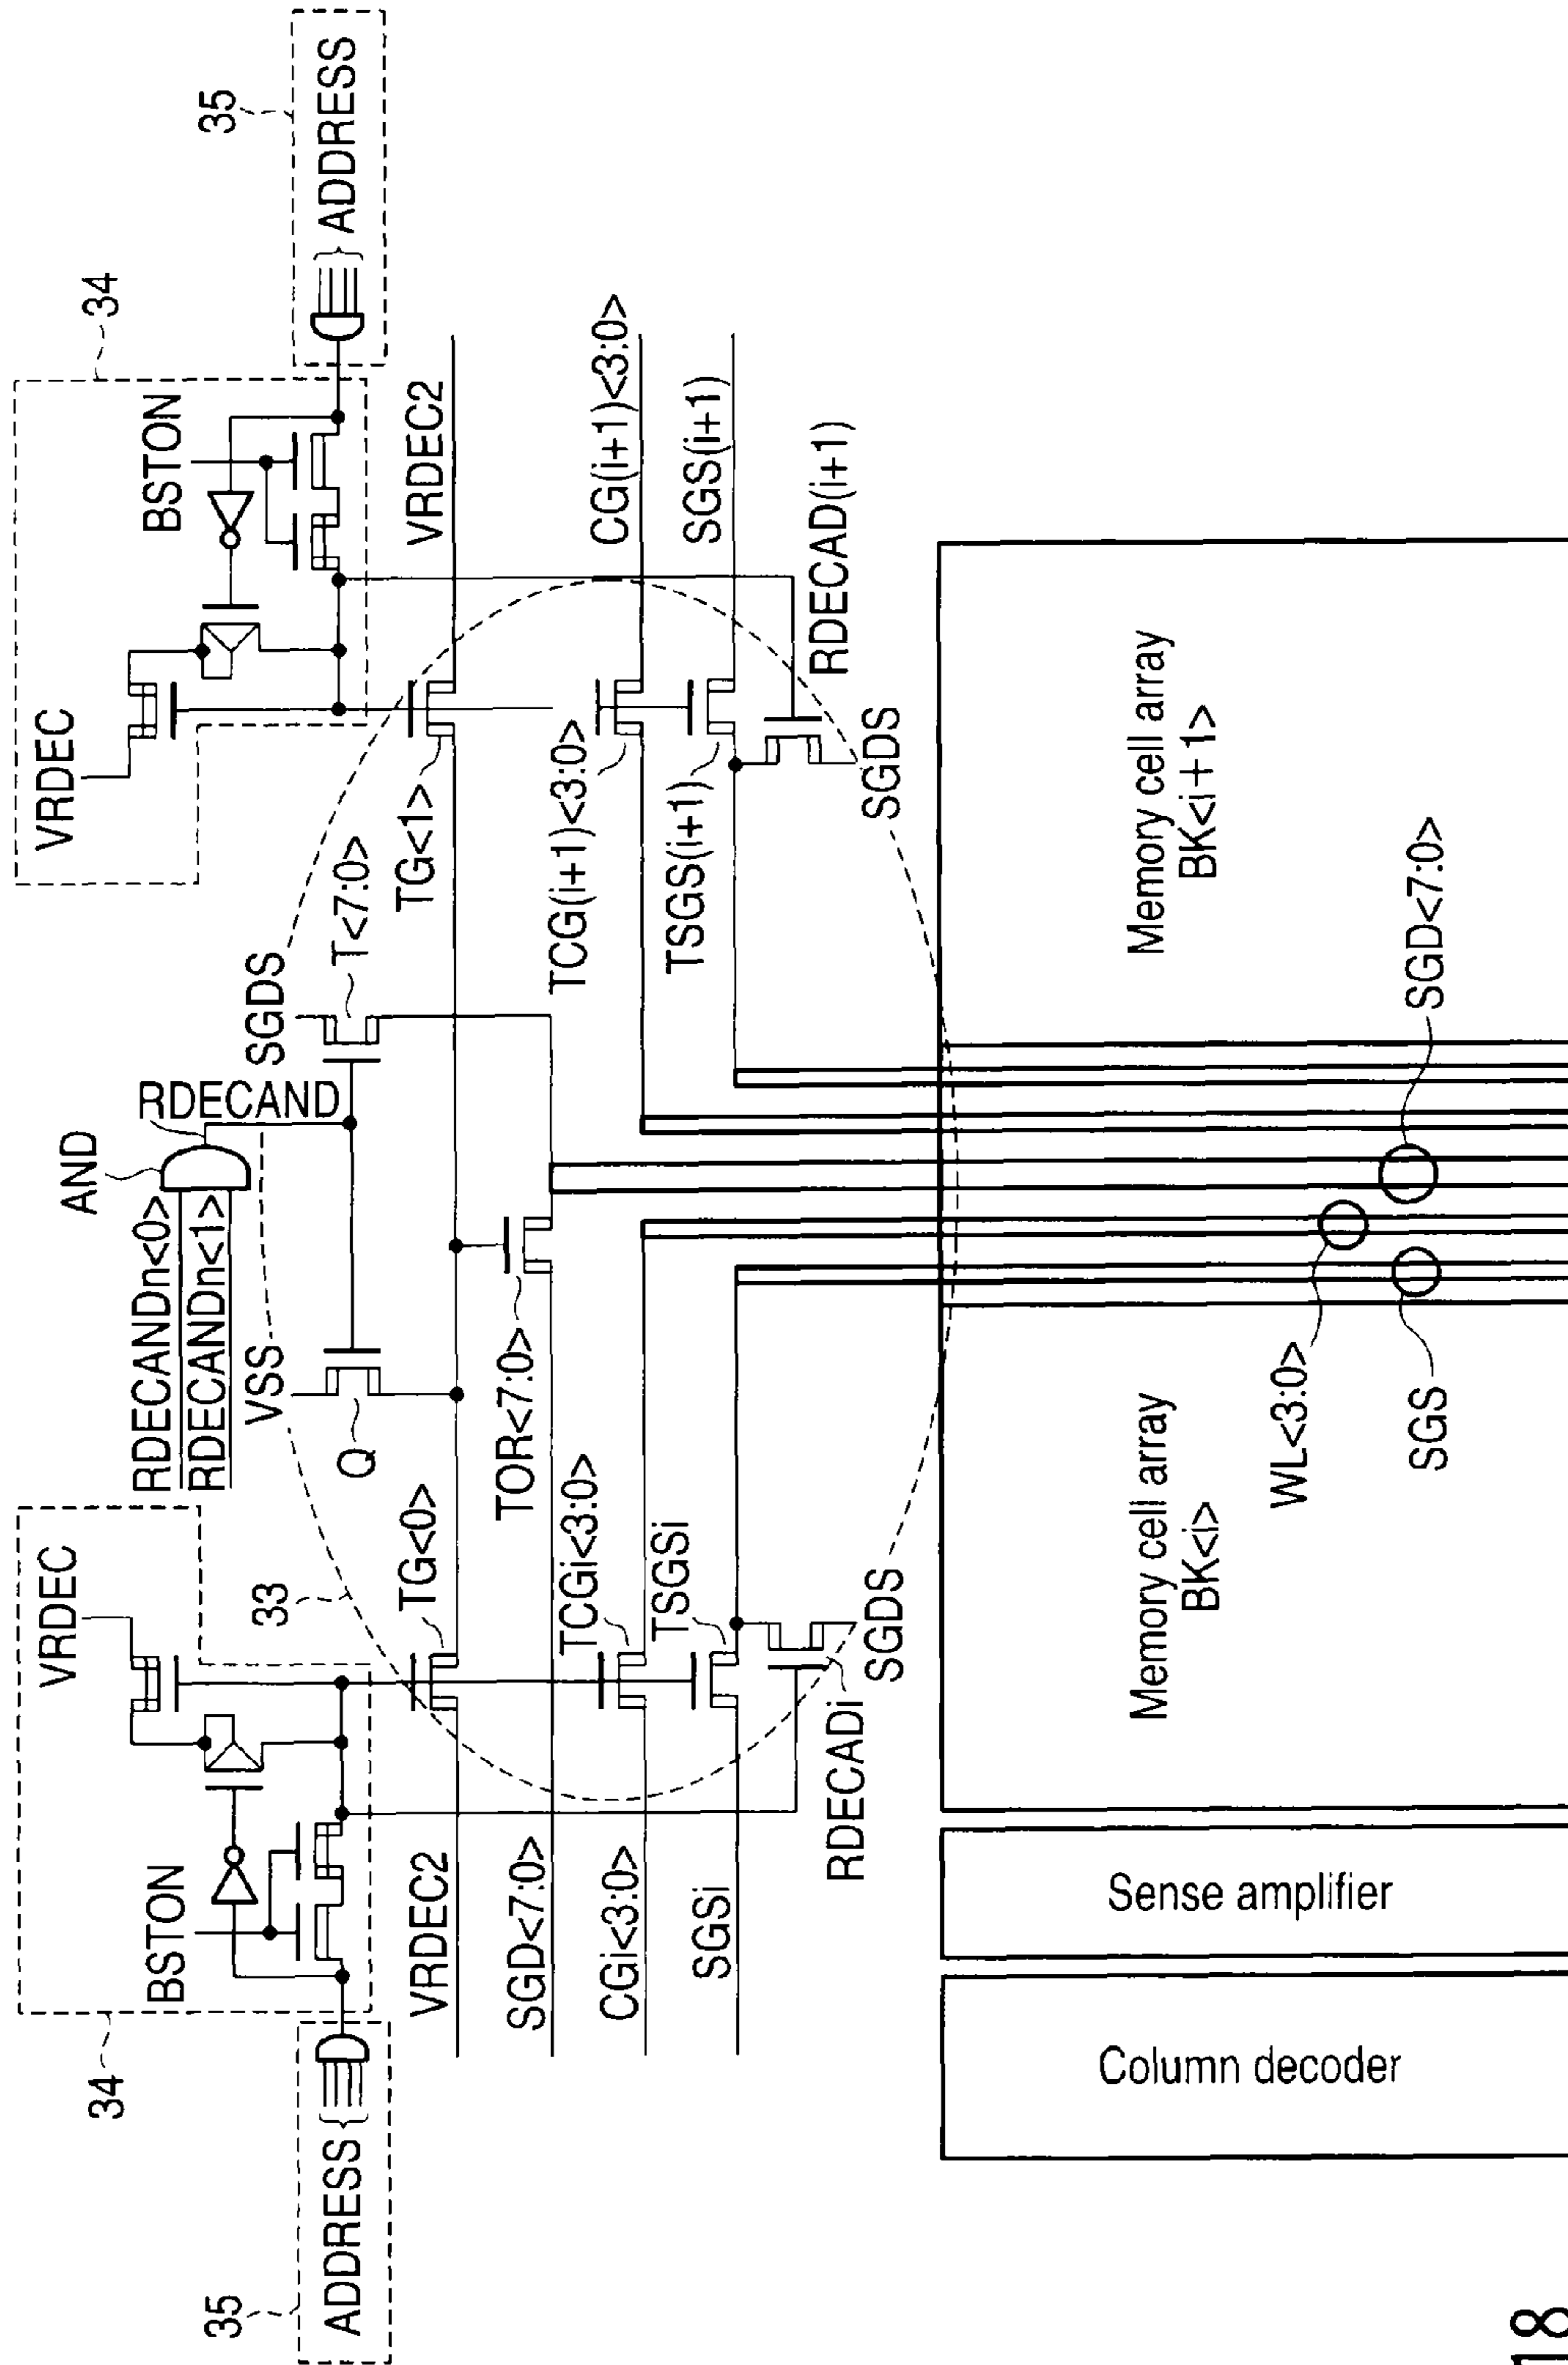 35
ADDRESS
34
BSTON
VRDEC
33
RDECANDn<0>
RDECANDn<1>
AND
RDECAND
VSS
Q
SGDS
T<7:0>
VRDEC
BSTON
34
ADDRESS
35
VRDEC2
TG<0>
TG<1>
VRDEC2
SGD<7:0>
TOR<7:0>
CGi<3:0>
TCGi<3:0>
TCG(i+1)<3:0>
CG(i+1)<3:0>
SGSi
TSGSi
TSGS(i+1)
SGS(i+1)
RDECADi
SGDS
SGDS
RDECAD(i+1)
Column decoder
Sense amplifier
Memory cell array
BK<i>
Memory cell array
BK<i+1>
WL<3:0>
SGS
SGD<7:0>
18